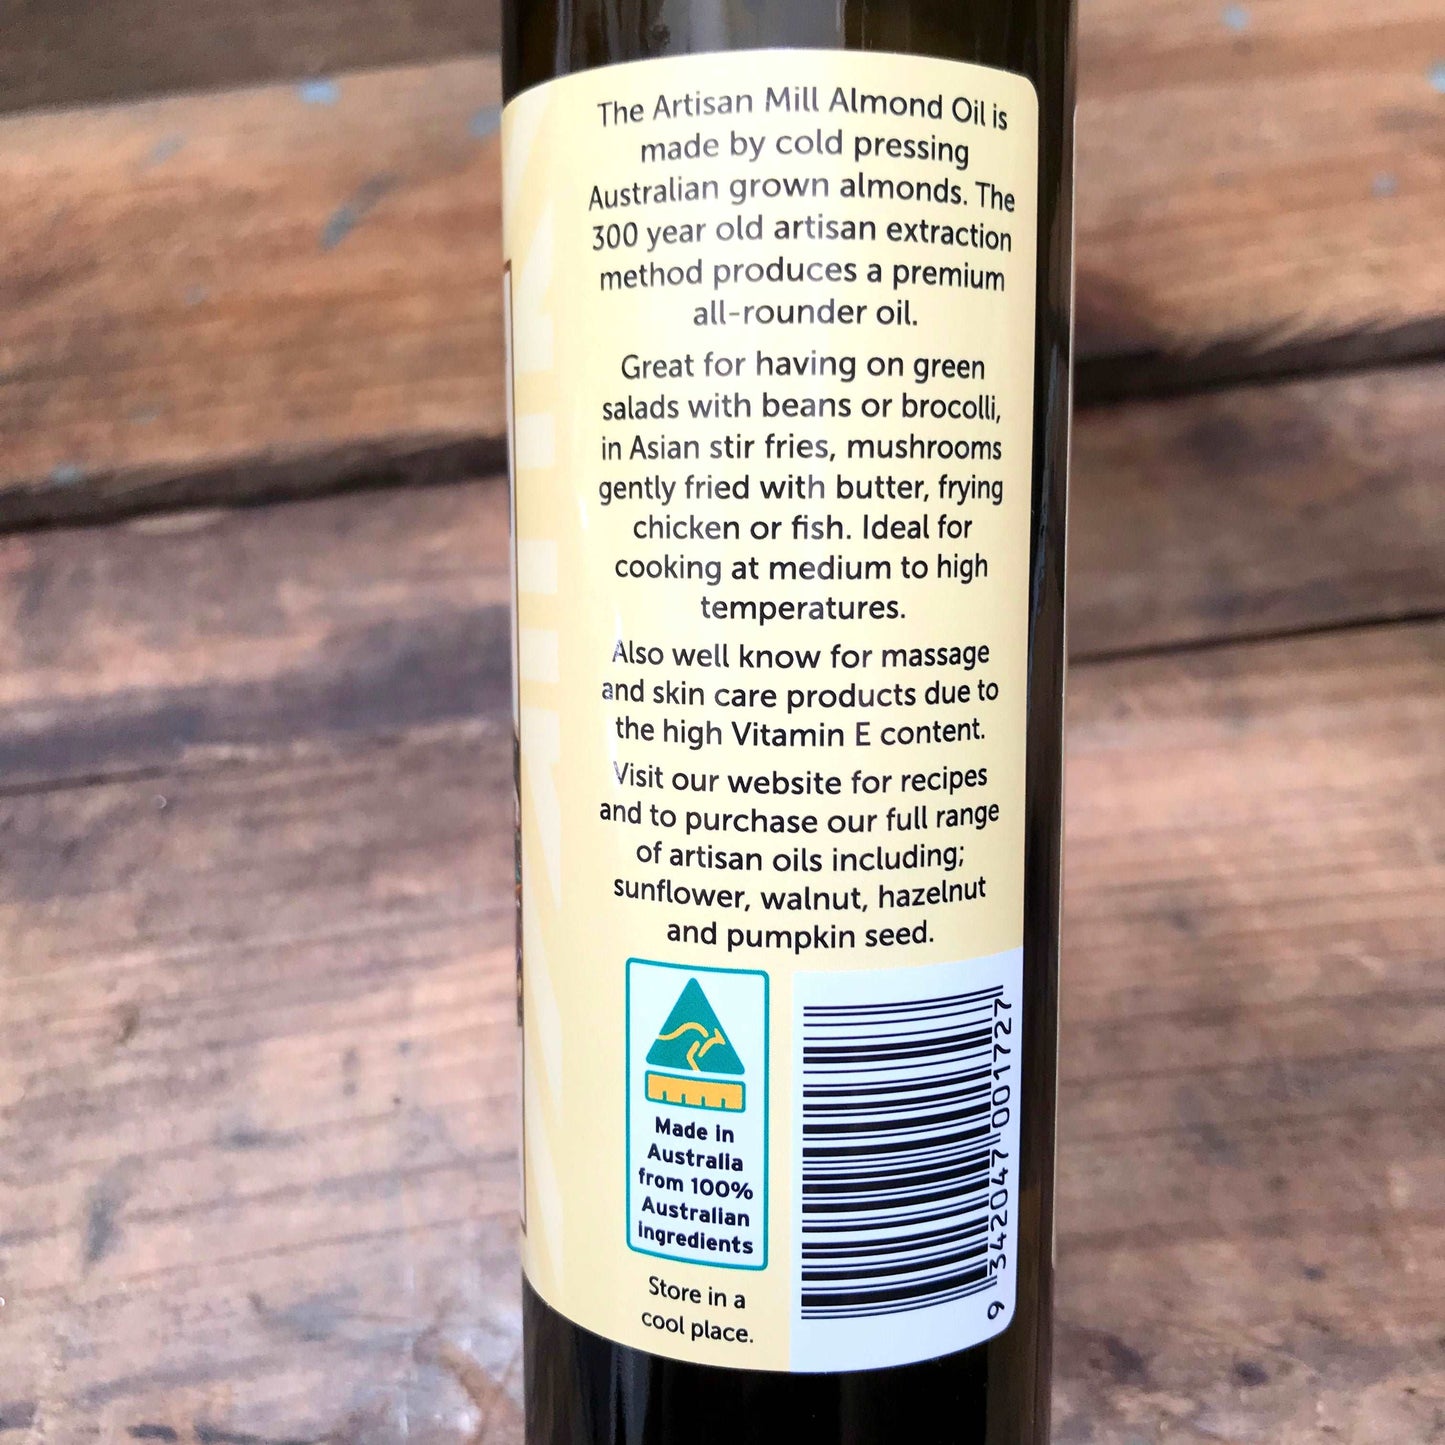 The Artisan Mill Almond Oil is
made by cold pressing
Australian grown almonds. The
300 year old artisan extraction
method produces a premium
all-rounder oil.
Great for having on green
salads with beans or brocolli,
in Asian stir fries, mushrooms
gently fried with butter, frying
chicken or fish. Ideal for
cooking at medium to high
temperatures.
Also well know for massage
and skin care products due to
the high Vitamin E content.
Visit our website for recipes
and to purchase our full range
of artisan oils including;
sunflower, walnut, hazelnut
and pumpkin seed.
Made in
Australia
from 100%
Australian
ingredients
Store in a
cool place.
9 342047 001727